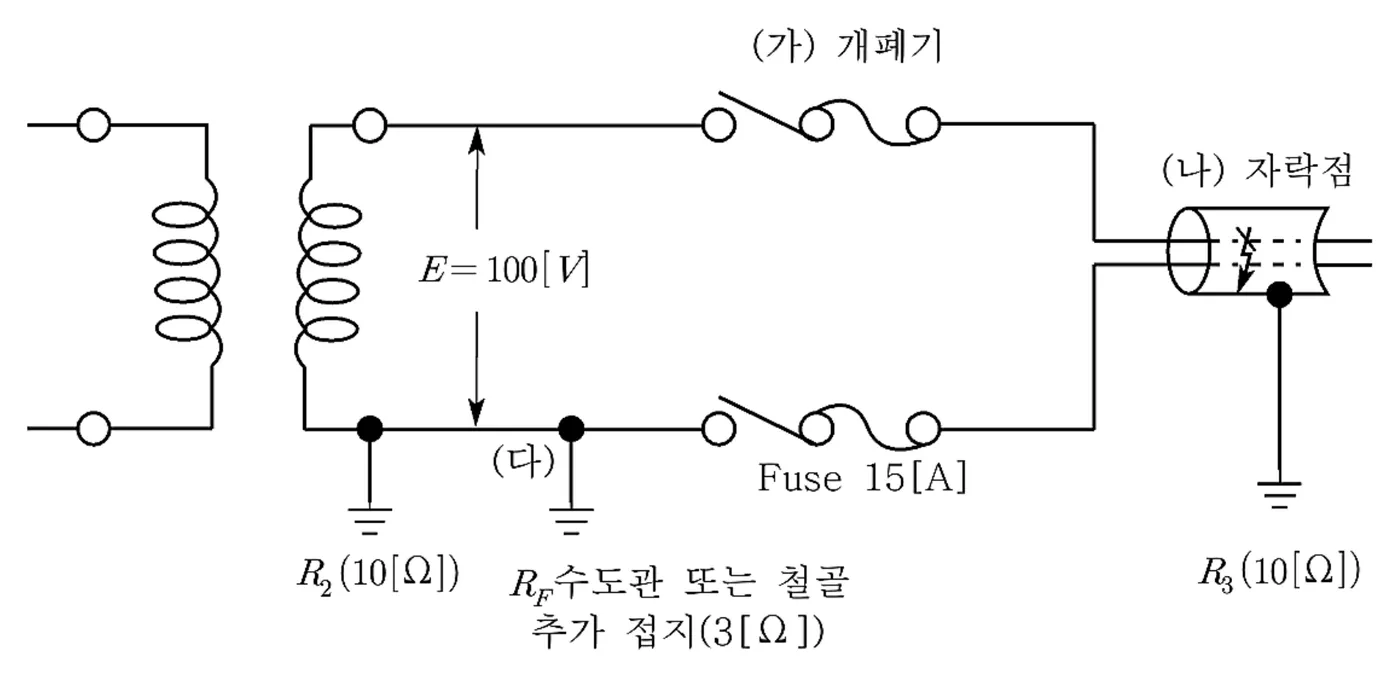 (가) 개폐기
(나) 자락점
E=100[V]
(다)
Fuse 15[A]
R2(10[Ω])
RF수도관 또는 철골
추가 접지(3[Ω])
R3(10[Ω])